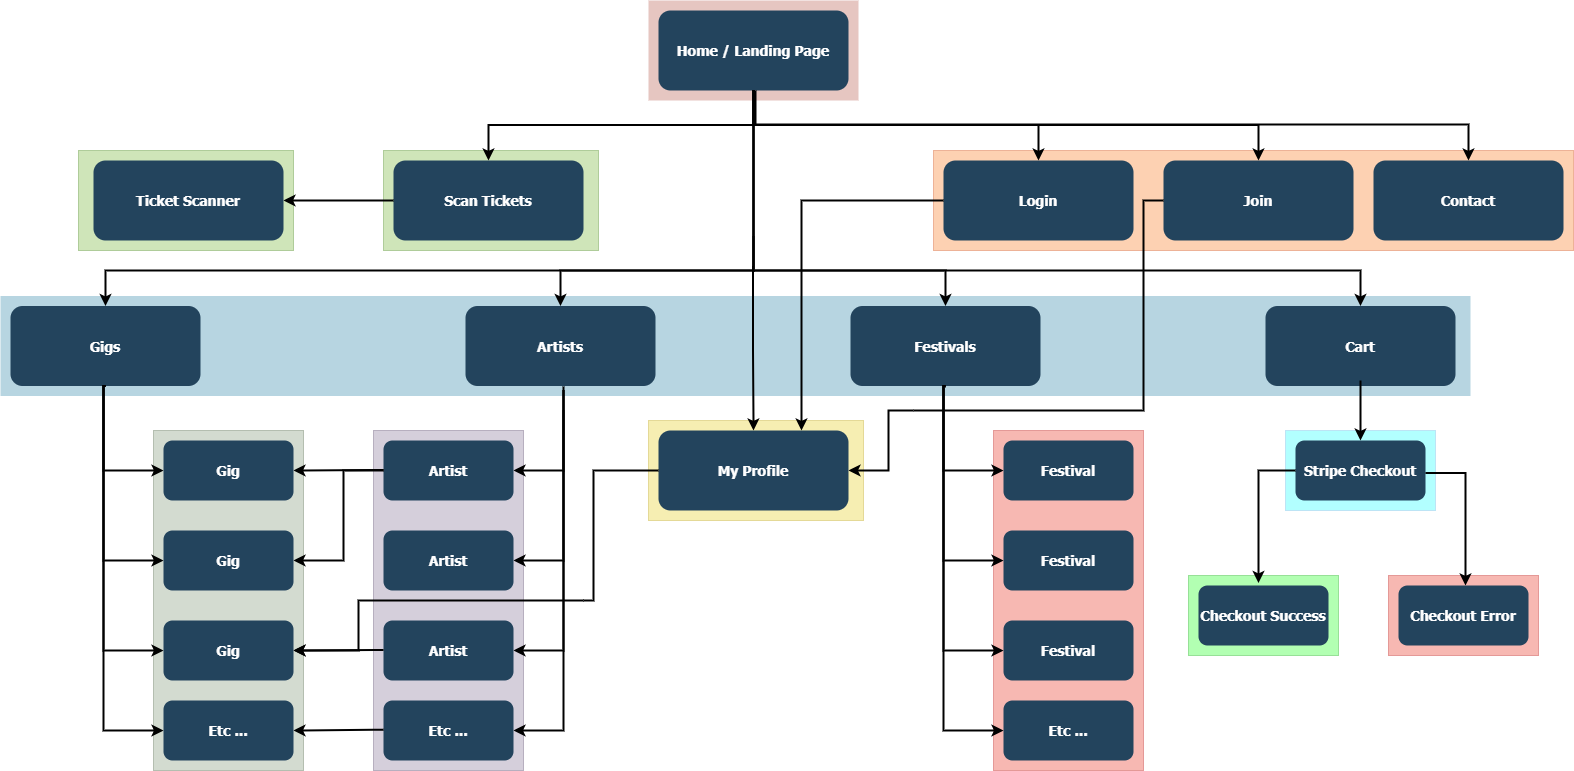 Home / Landing Page
Ticket Scanner
Scan Tickets
Login
Join
Contact
Gigs
Artists
Festivals
Cart
Gig
Artist
My Profile
Festival
Stripe Checkout
Gig
Artist
Festival
Checkout Success
Checkout Error
Gig
Artist
Festival
Etc ...
Etc ...
Etc ...